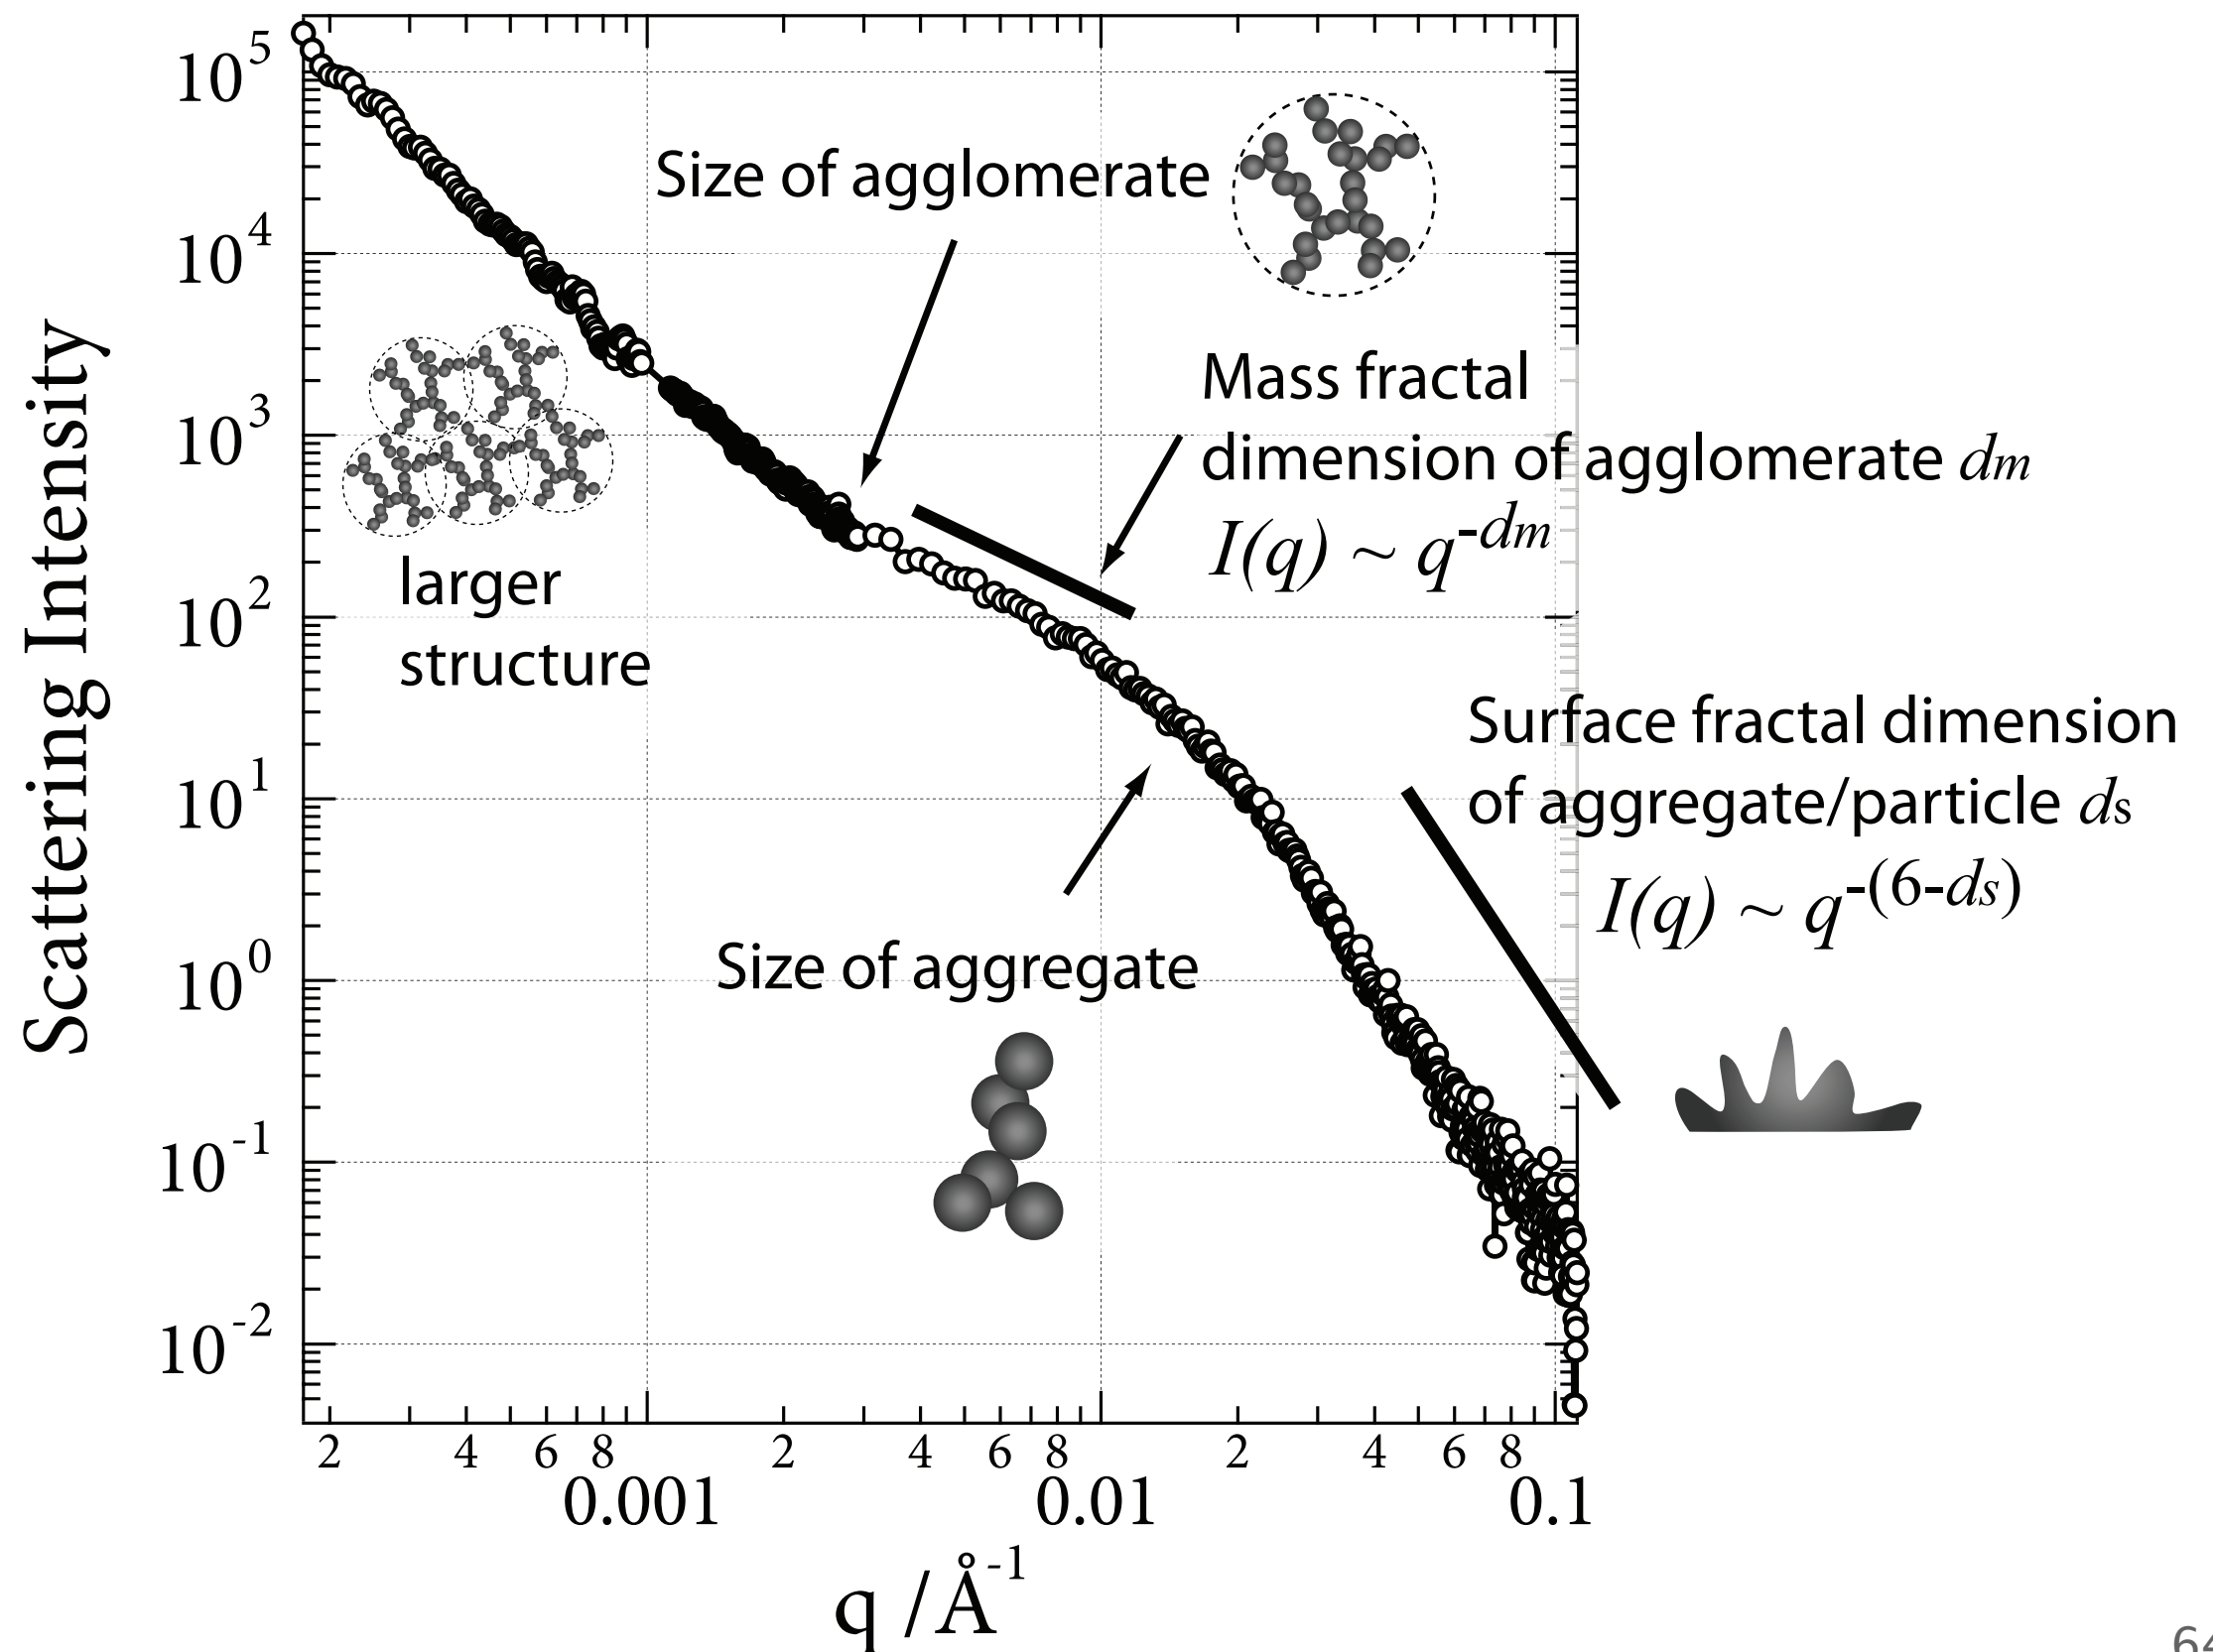 Scattering Intensity
10^5
10^4
10^3
10^2
10^1
10^0
10^-1
10^-2
Size of agglomerate
Mass fractal
dimension of agglomerate dm
I(q) ~ q^-dm
larger
structure
Surface fractal dimension
of aggregate/particle ds
I(q) ~ q^-(6-ds)
Size of aggregate
2 4 6 8 2 4 6 8 2 4 6 8
0.001 0.01 0.1
q /Å^-1
64